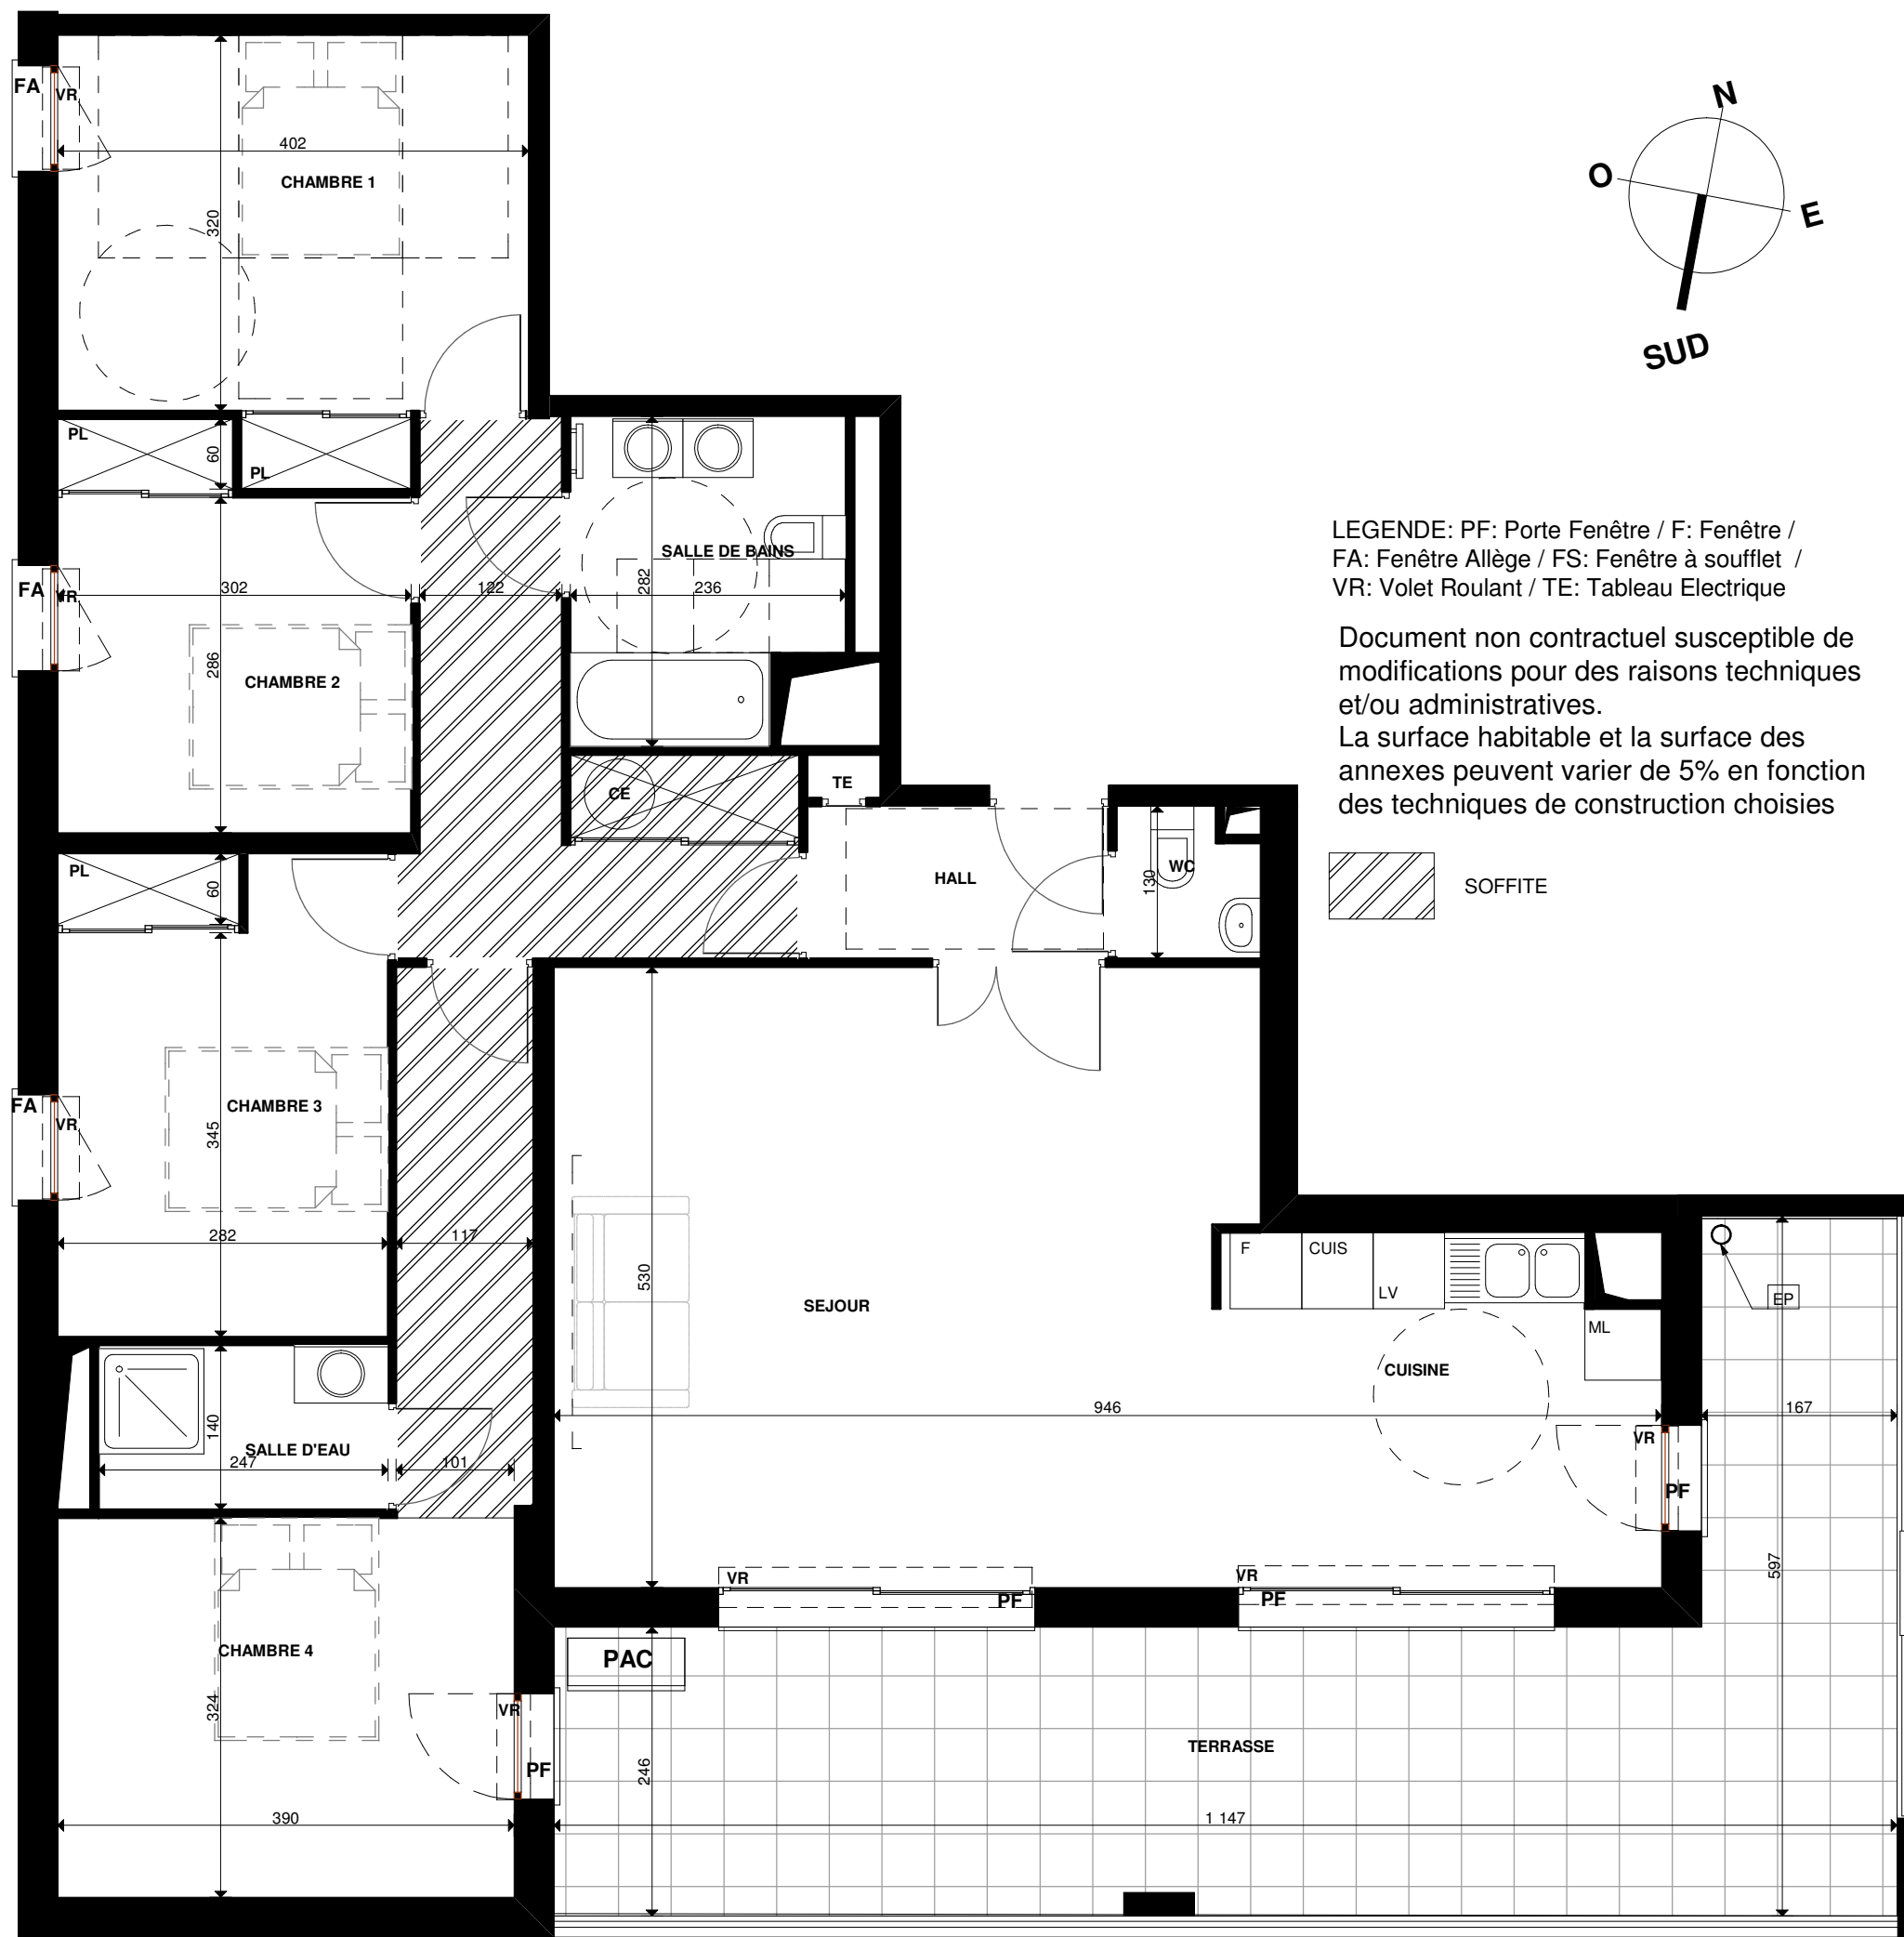 FA
VR
402
CHAMBRE 1
320
N
O
E
SUD
PL
60
PL
SALLE DE BAINS
282
236
FA
VR
302
122
286
CHAMBRE 2
LEGENDE: PF: Porte Fenêtre / F: Fenêtre /
FA: Fenêtre Allège / FS: Fenêtre à soufflet /
VR: Volet Roulant / TE: Tableau Electrique
Document non contractuel susceptible de
modifications pour des raisons techniques
et/ou administratives.
La surface habitable et la surface des
annexes peuvent varier de 5% en fonction
des techniques de construction choisies
SOFFITE
CE
TE
HALL
130
WC
PL
60
FA
VR
CHAMBRE 3
345
282
117
530
SEJOUR
F
CUIS
LV
ML
EP
CUISINE
946
167
VR
PF
140
SALLE D'EAU
247
101
597
VR
PF
VR
PF
PAC
CHAMBRE 4
324
VR
PF
TERRASSE
246
390
1 147